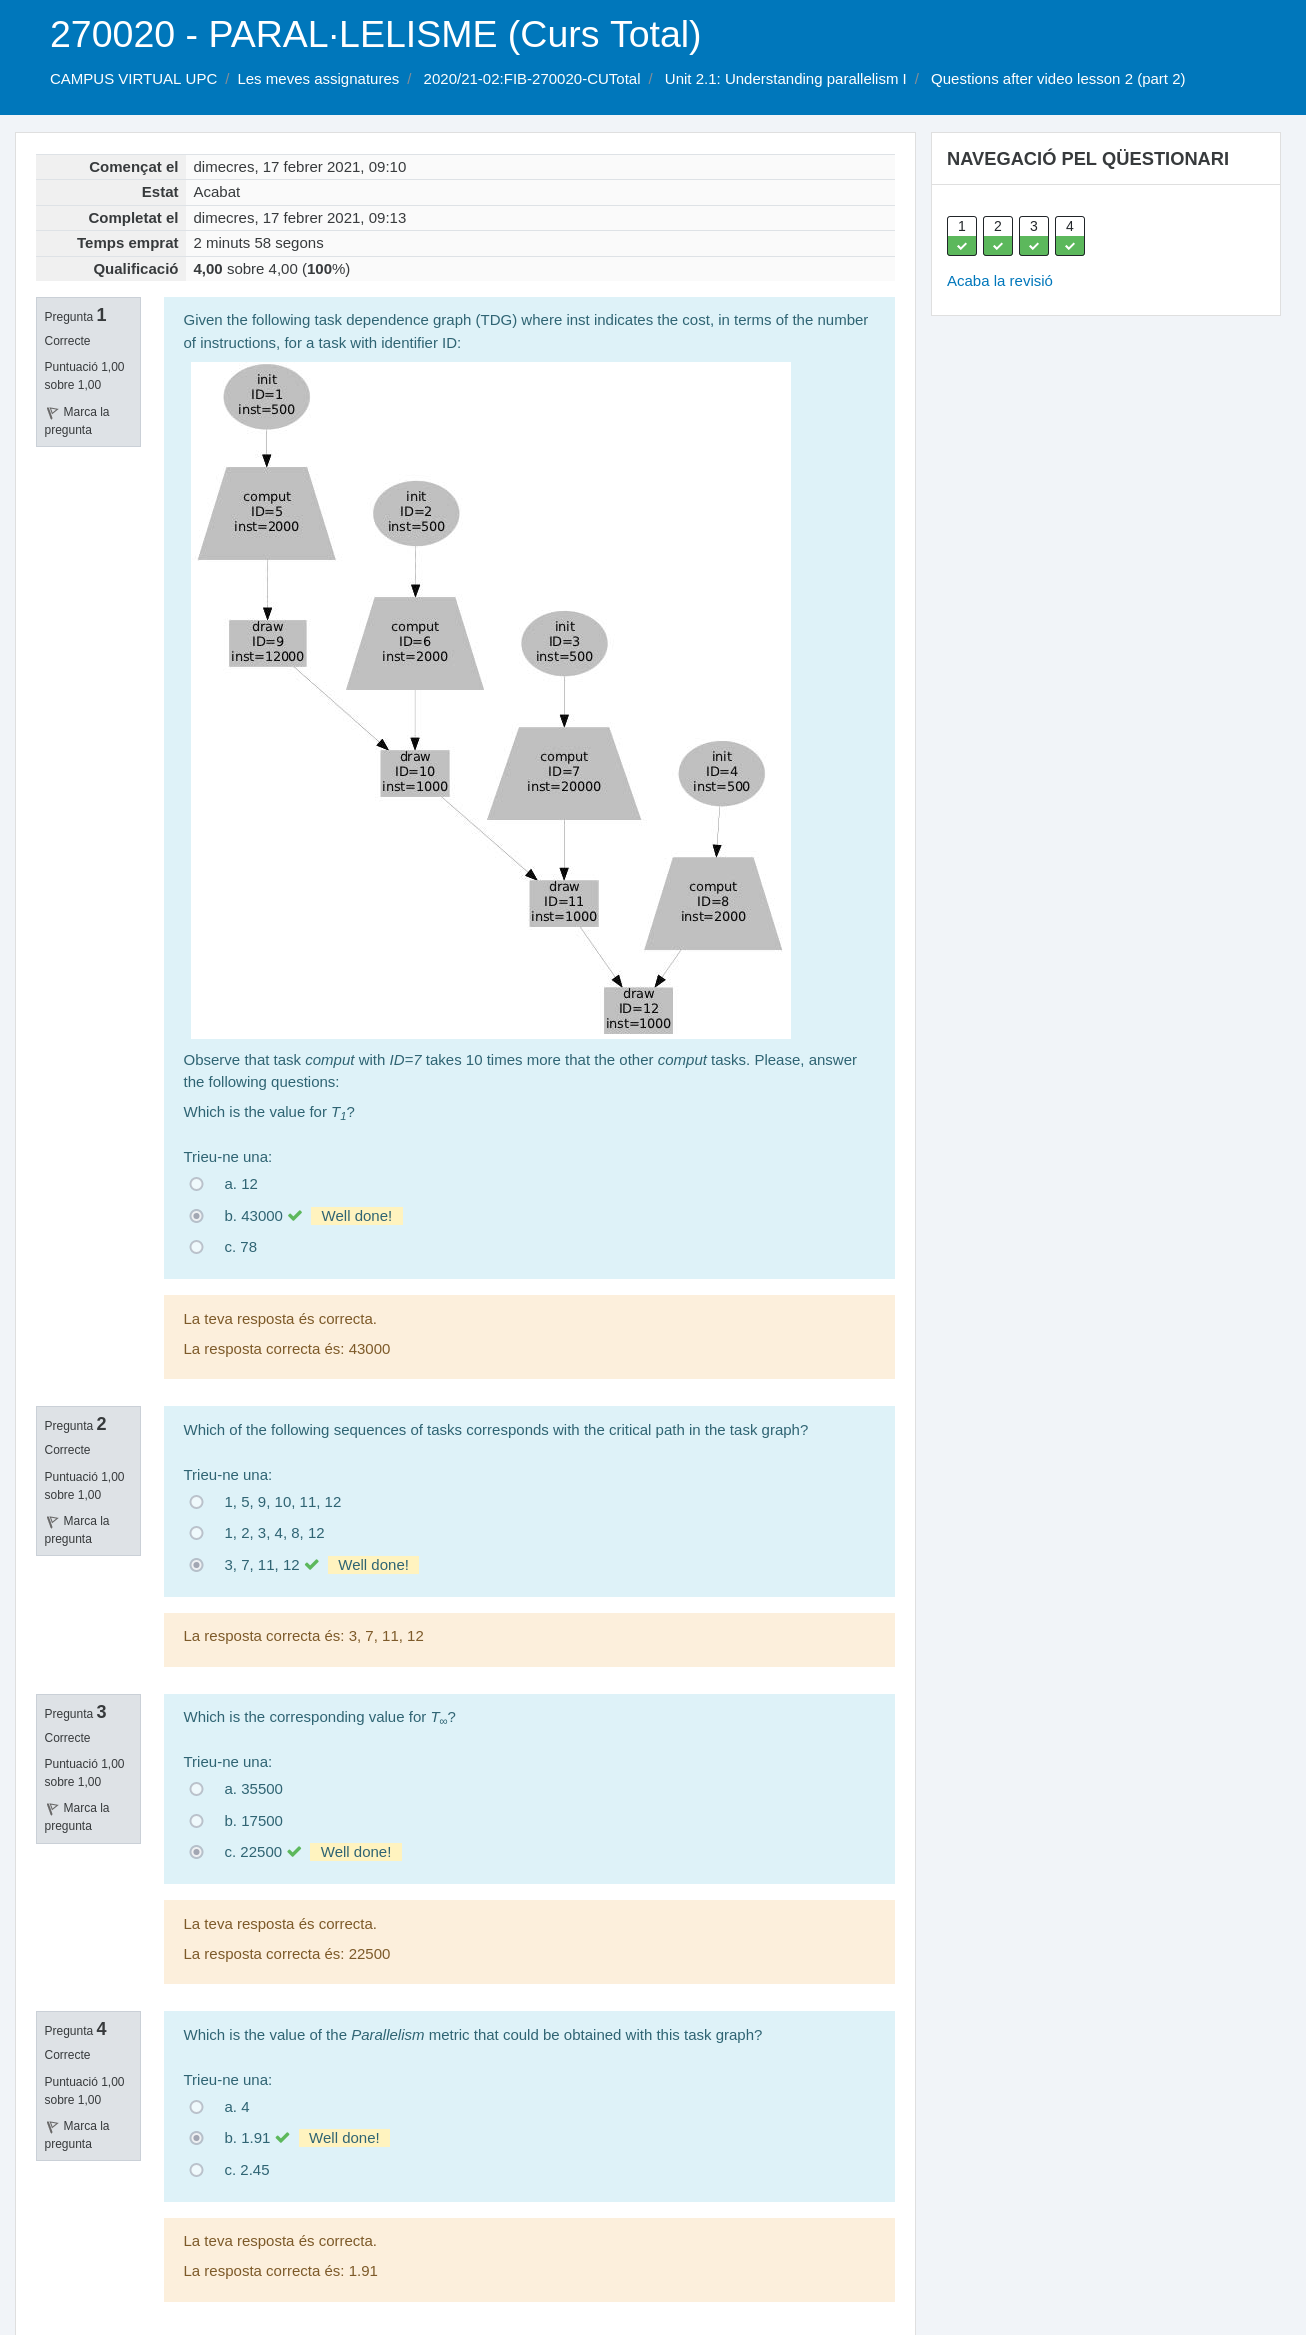 270020 - PARAL·LELISME (Curs Total)
CAMPUS VIRTUAL UPC / Les meves assignatures / 2020/21-02:FIB-270020-CUTotal / Unit 2.1: Understanding parallelism I / Questions after video lesson 2 (part 2)
Començat el dimecres, 17 febrer 2021, 09:10
Estat Acabat
Completat el dimecres, 17 febrer 2021, 09:13
Temps emprat 2 minuts 58 segons
Qualificació 4,00 sobre 4,00 (100%)
NAVEGACIÓ PEL QÜESTIONARI
1 2 3 4
Acaba la revisió
Pregunta 1
Correcte
Puntuació 1,00
sobre 1,00
Marca la
pregunta
Given the following task dependence graph (TDG) where inst indicates the cost, in terms of the number
of instructions, for a task with identifier ID:
init
ID=1
inst=500
comput
ID=5
inst=2000
init
ID=2
inst=500
draw
ID=9
inst=12000
comput
ID=6
inst=2000
init
ID=3
inst=500
draw
ID=10
inst=1000
comput
ID=7
inst=20000
init
ID=4
inst=500
draw
ID=11
inst=1000
comput
ID=8
inst=2000
draw
ID=12
inst=1000
Observe that task comput with ID=7 takes 10 times more that the other comput tasks. Please, answer
the following questions:
Which is the value for T1?
Trieu-ne una:
a. 12
b. 43000 Well done!
c. 78
La teva resposta és correcta.
La resposta correcta és: 43000
Pregunta 2
Correcte
Puntuació 1,00
sobre 1,00
Marca la
pregunta
Which of the following sequences of tasks corresponds with the critical path in the task graph?
Trieu-ne una:
1, 5, 9, 10, 11, 12
1, 2, 3, 4, 8, 12
3, 7, 11, 12 Well done!
La resposta correcta és: 3, 7, 11, 12
Pregunta 3
Correcte
Puntuació 1,00
sobre 1,00
Marca la
pregunta
Which is the corresponding value for T∞?
Trieu-ne una:
a. 35500
b. 17500
c. 22500 Well done!
La teva resposta és correcta.
La resposta correcta és: 22500
Pregunta 4
Correcte
Puntuació 1,00
sobre 1,00
Marca la
pregunta
Which is the value of the Parallelism metric that could be obtained with this task graph?
Trieu-ne una:
a. 4
b. 1.91 Well done!
c. 2.45
La teva resposta és correcta.
La resposta correcta és: 1.91